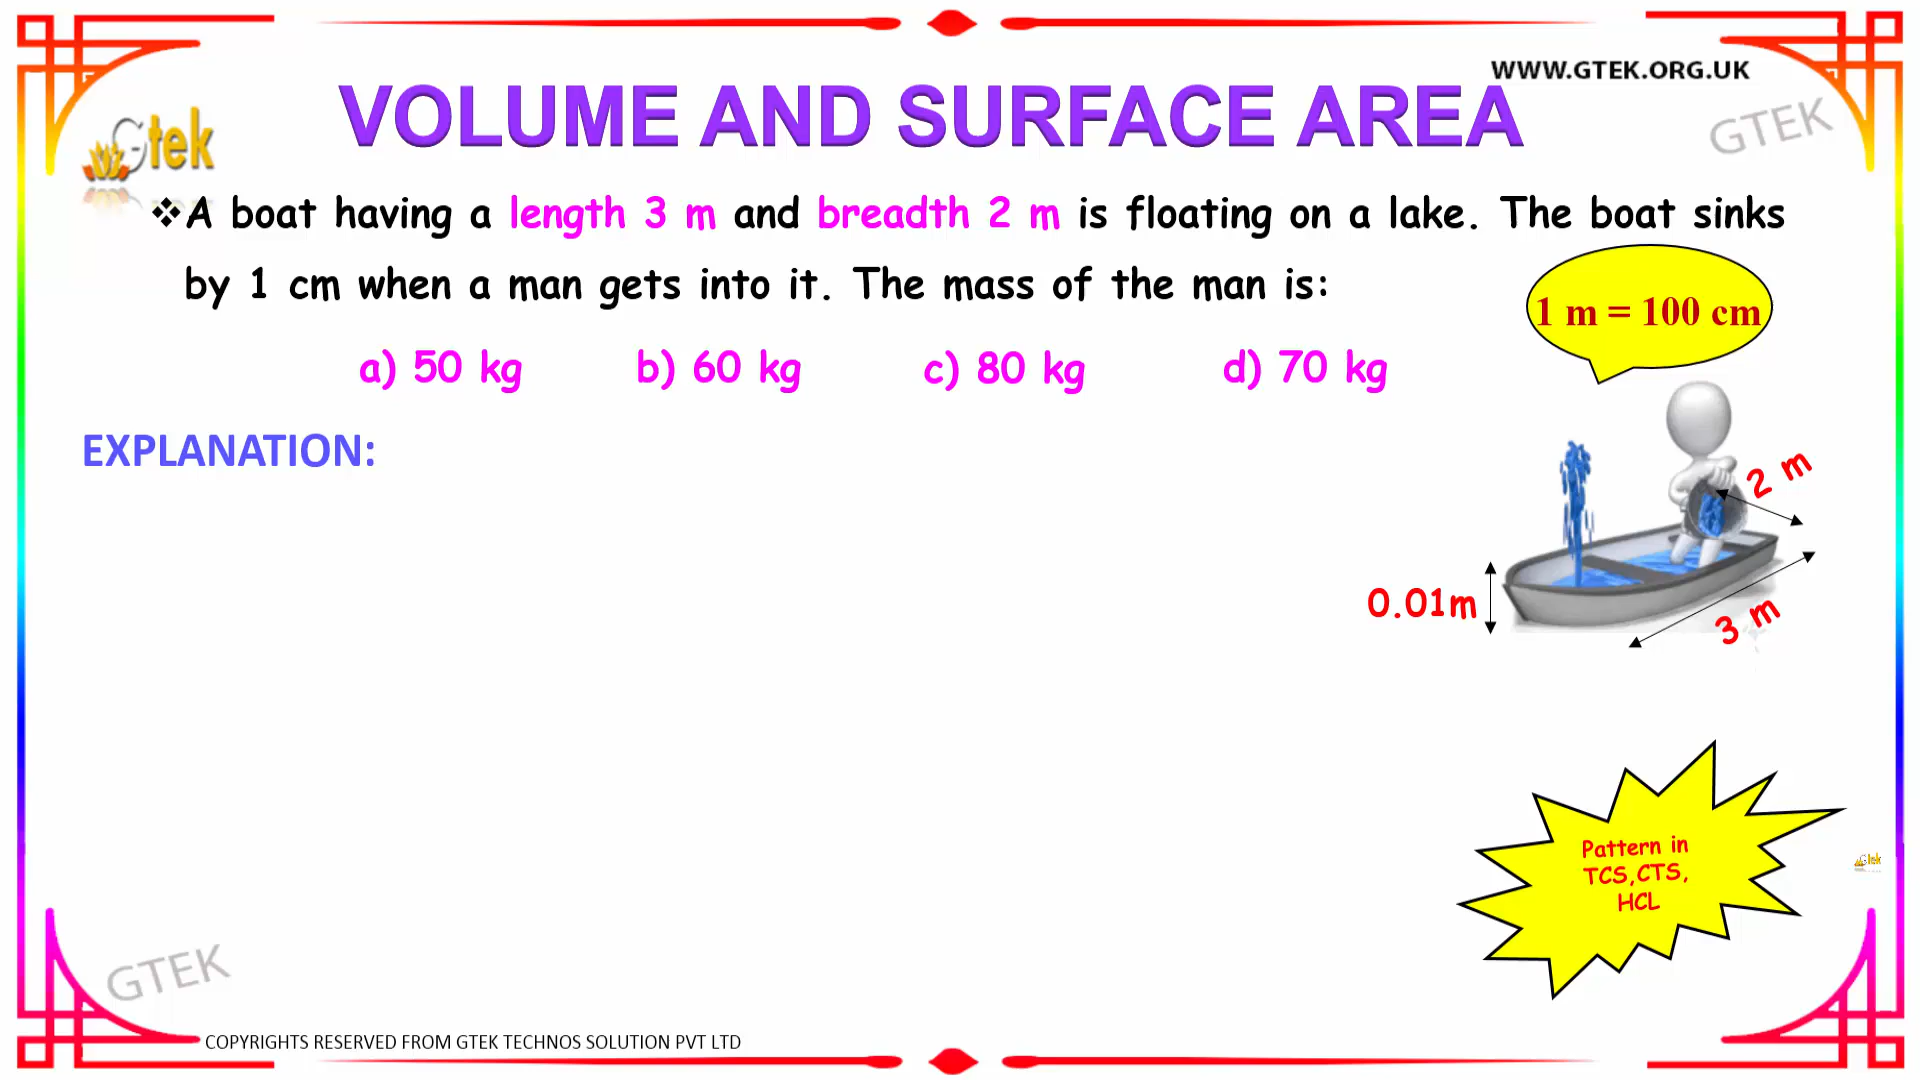 WWW.GTEK.ORG.UK
VOLUME AND SURFACE AREA
GTEK
Gtek
❖A boat having a length 3 m and breadth 2 m is floating on a lake. The boat sinks
by 1 cm when a man gets into it. The mass of the man is:
1 m = 100 cm
a) 50 kg b) 60 kg c) 80 kg d) 70 kg
EXPLANATION:
2 m
0.01m
3 m
Pattern in
TCS,CTS,
HCL
Gtek
GTEK
COPYRIGHTS RESERVED FROM GTEK TECHNOS SOLUTION PVT LTD